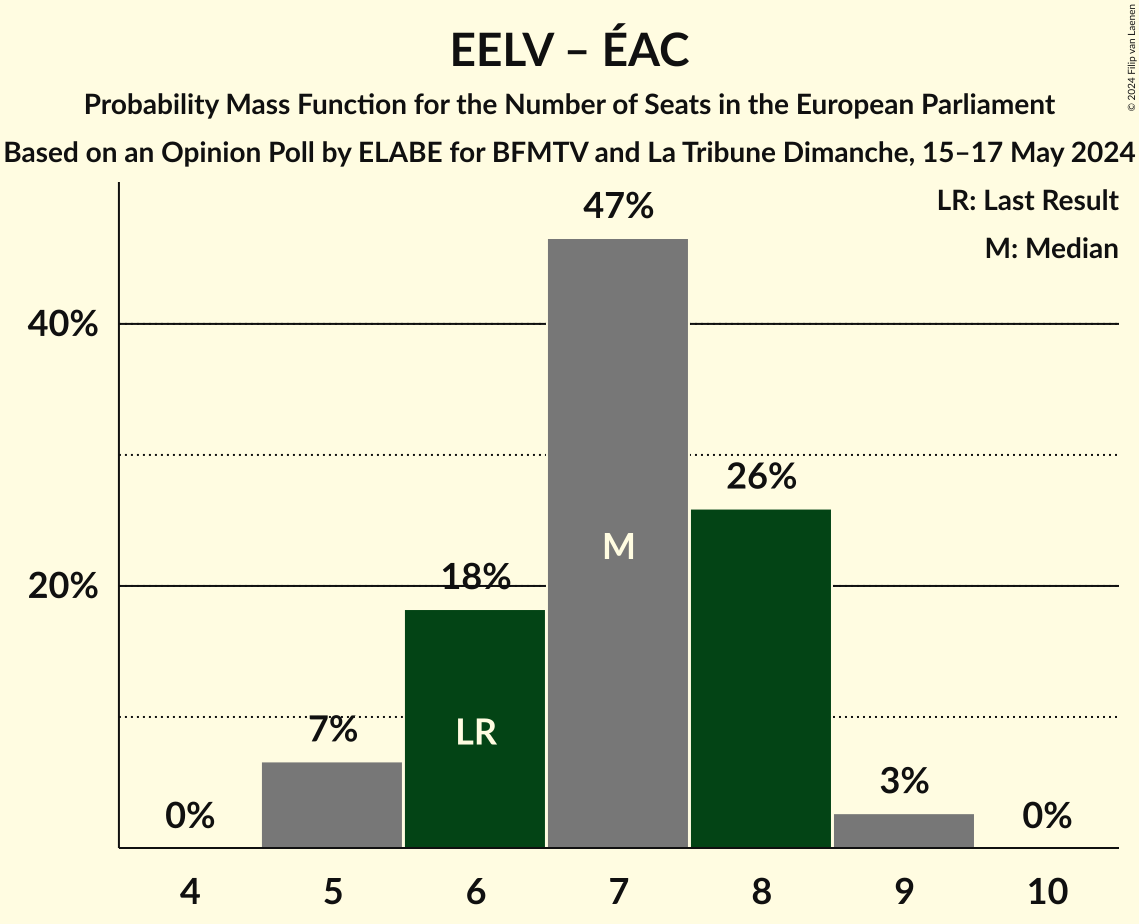 EELV – ÉAC
Probability Mass Function for the Number of Seats in the European Parliament
Based on an Opinion Poll by ELABE for BFMTV and La Tribune Dimanche, 15–17 May 2024
© 2024 Filip van Laenen
LR: Last Result
M: Median
47%
40%
26%
M
18%
20%
LR
7%
3%
0%
0%
4 5 6 7 8 9 10